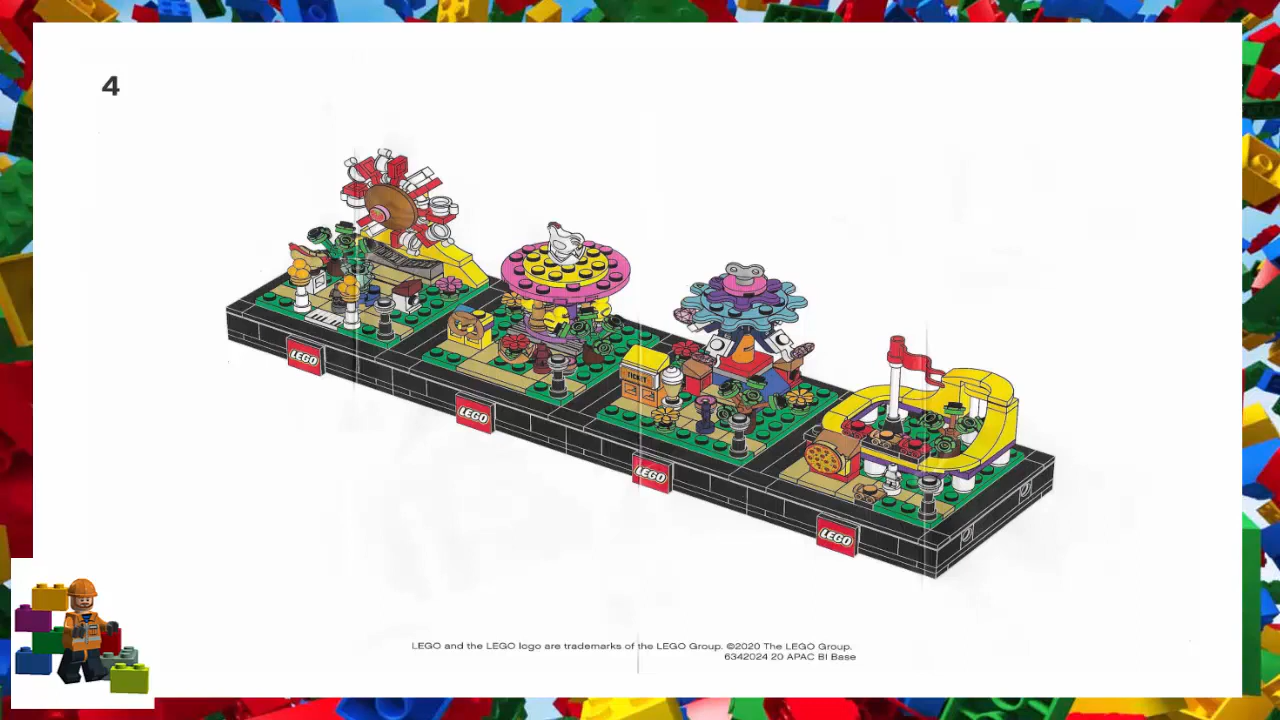 4
LEGO
LEGO
TICKET
LEGO
LEGO
LEGO and the LEGO logo are trademarks of the LEGO Group. ©2020 The LEGO Group.
6342024 20 APAC BI Base